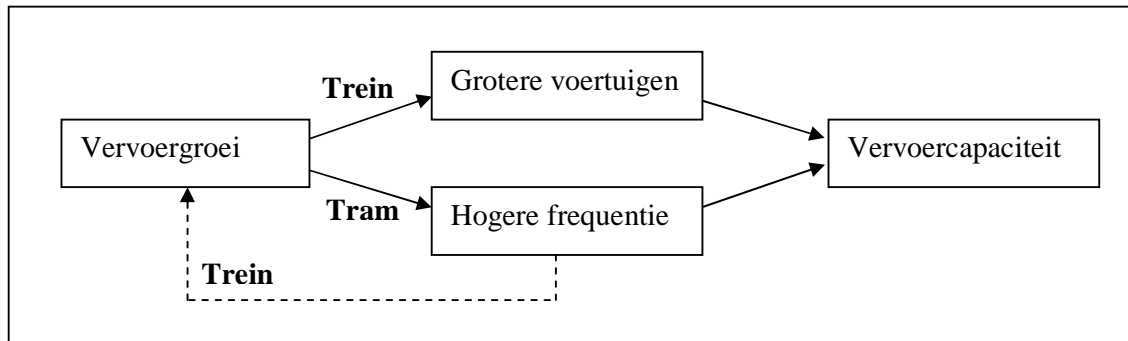 Trein
Grotere voertuigen
Vervoergroei
Vervoercapaciteit
Tram
Hogere frequentie
Trein